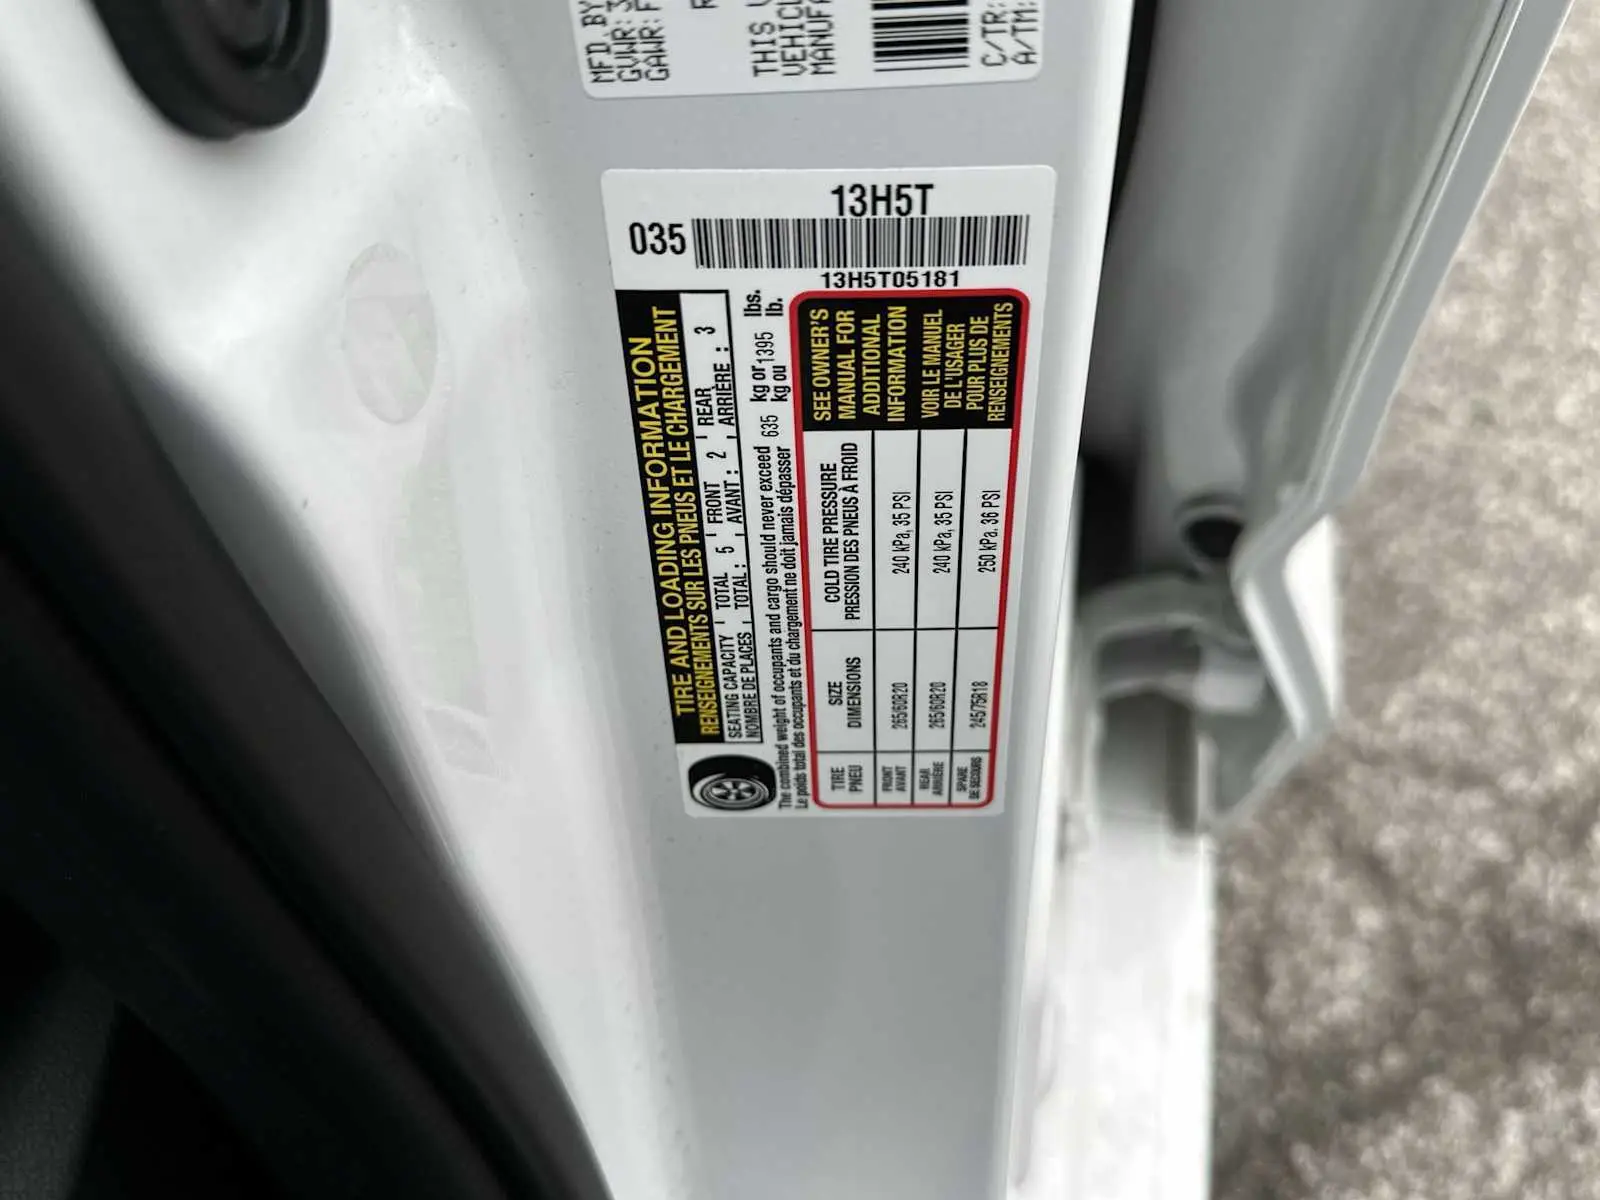 MFD. BY
GVWR:
GAWR:
THIS V
VEHICL
MANUFA
C/TR:
A/TM:
13H5T
035
13H5T05181
TIRE AND LOADING INFORMATION
RENSEIGNEMENTS SUR LES PNEUS ET LE CHARGEMENT
SEATING CAPACITY TOTAL 5 FRONT 2 REAR 3
NOMBRE DE PLACES TOTAL : AVANT : ARRIÈRE :
The combined weight of occupants and cargo should never exceed 635 kg or 1395 lbs.
Le poids total des occupants et du chargement ne doit jamais dépasser kg ou lb.
TIRE SIZE COLD TIRE PRESSURE
PNEU DIMENSIONS PRESSION DES PNEUS À FROID
FRONT 265/60R20 240 kPa, 35 PSI
AVANT
REAR 265/60R20 240 kPa, 35 PSI
ARRIÈRE
SPARE 245/75R18 250 kPa, 36 PSI
DE SECOURS
SEE OWNER'S
MANUAL FOR
ADDITIONAL
INFORMATION
VOIR LE MANUEL
DE L'USAGER
POUR PLUS DE
RENSEIGNEMENTS